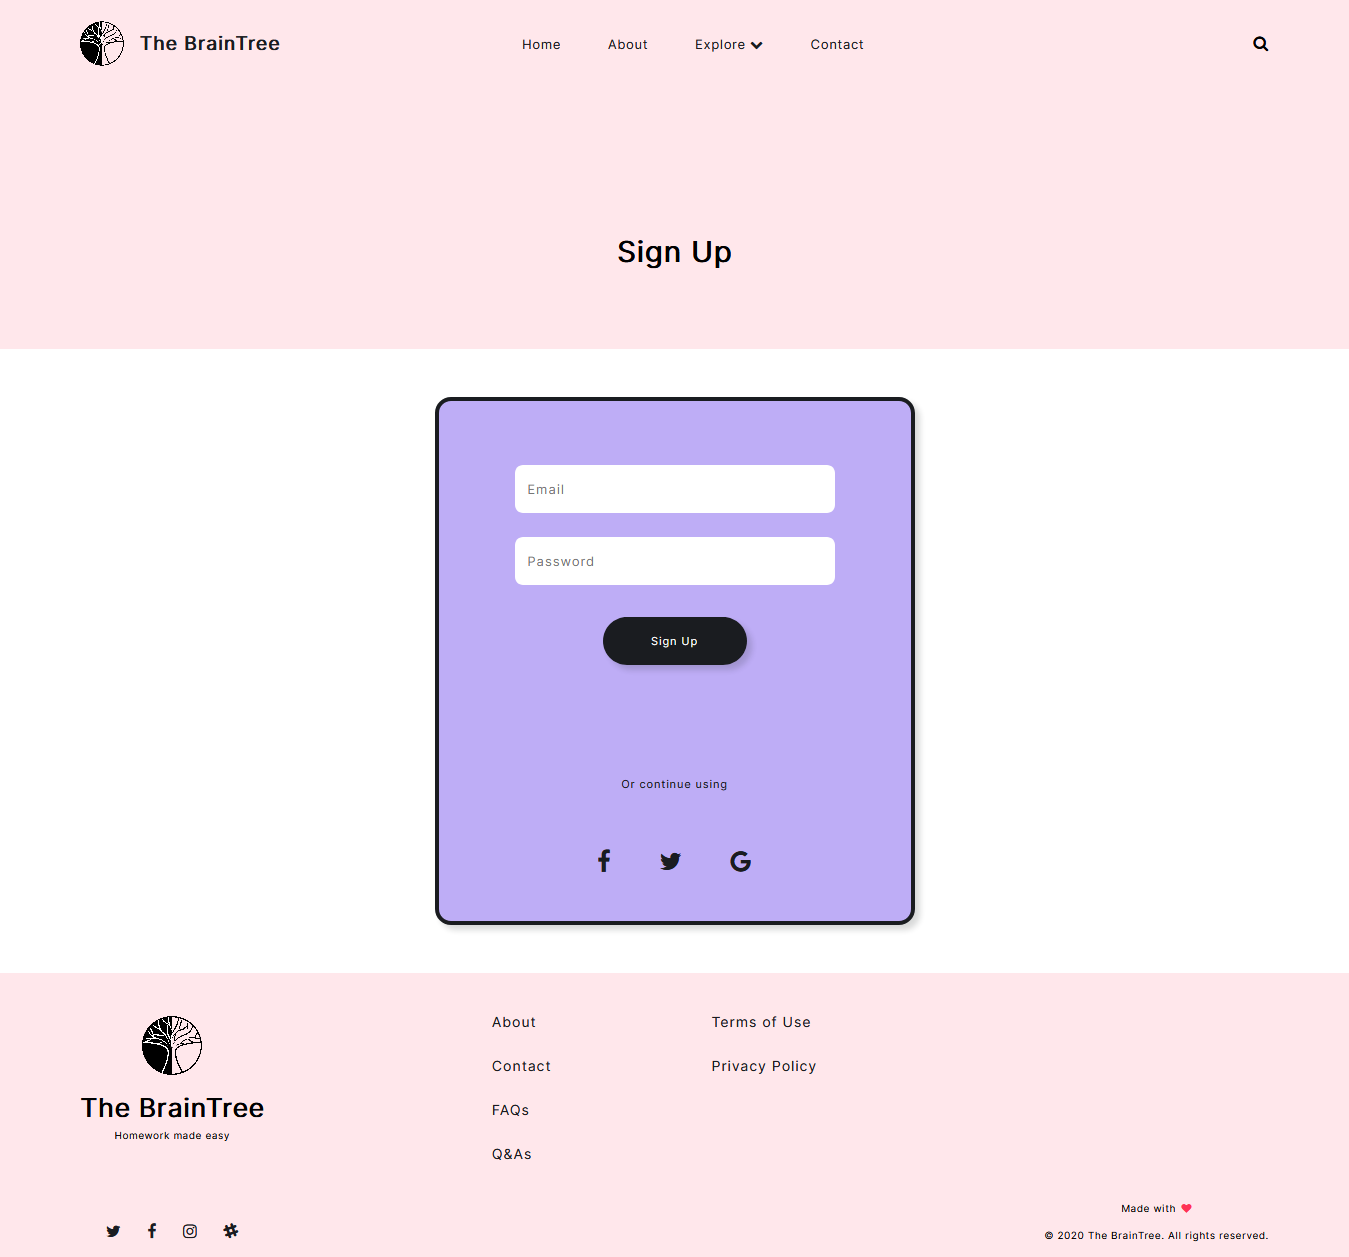 The BrainTree
Home
About
Explore
Contact
Sign Up
Email
Password
Sign Up
Or continue using
The BrainTree
Homework made easy
About
Contact
FAQs
Q&As
Terms of Use
Privacy Policy
Made with
© 2020 The BrainTree. All rights reserved.